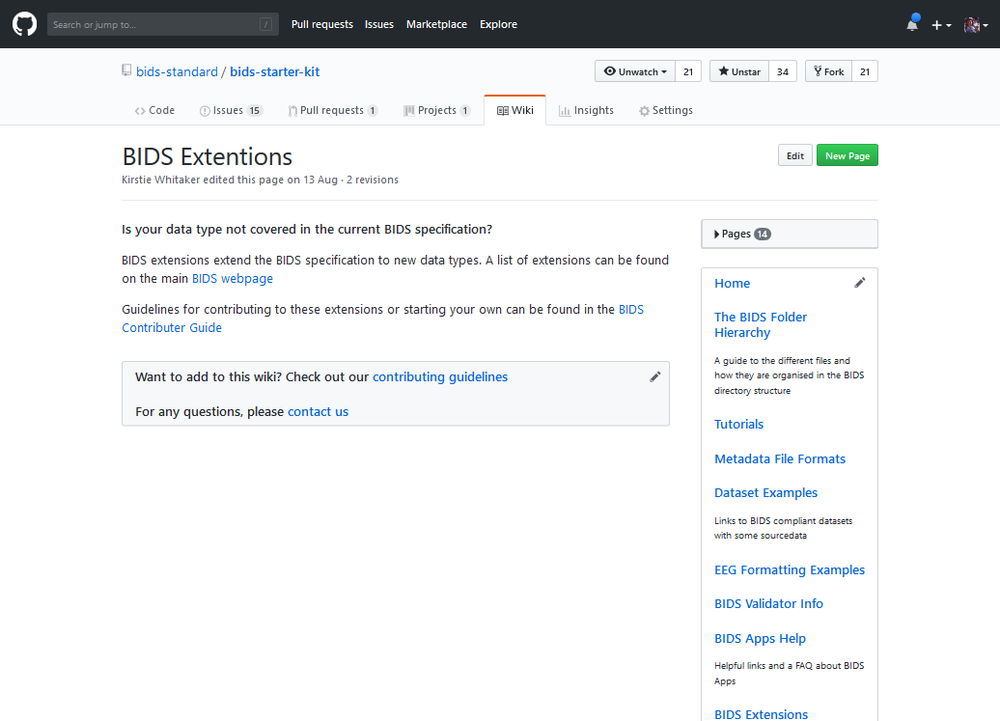 Search or jump to... /
Pull requests Issues Marketplace Explore
bids-standard / bids-starter-kit
Unwatch 21 Unstar 34 Fork 21
Code Issues 15 Pull requests 1 Projects 1 Wiki Insights Settings
BIDS Extentions
Edit New Page
Kirstie Whitaker edited this page on 13 Aug · 2 revisions
Is your data type not covered in the current BIDS specification?
BIDS extensions extend the BIDS specification to new data types. A list of extensions can be found
on the main BIDS webpage
Guidelines for contributing to these extensions or starting your own can be found in the BIDS
Contributer Guide
Want to add to this wiki? Check out our contributing guidelines
For any questions, please contact us
Pages 14
Home
The BIDS Folder
Hierarchy
A guide to the different files and
how they are organised in the BIDS
directory structure
Tutorials
Metadata File Formats
Dataset Examples
Links to BIDS compliant datasets
with some sourcedata
EEG Formatting Examples
BIDS Validator Info
BIDS Apps Help
Helpful links and a FAQ about BIDS
Apps
BIDS Extensions